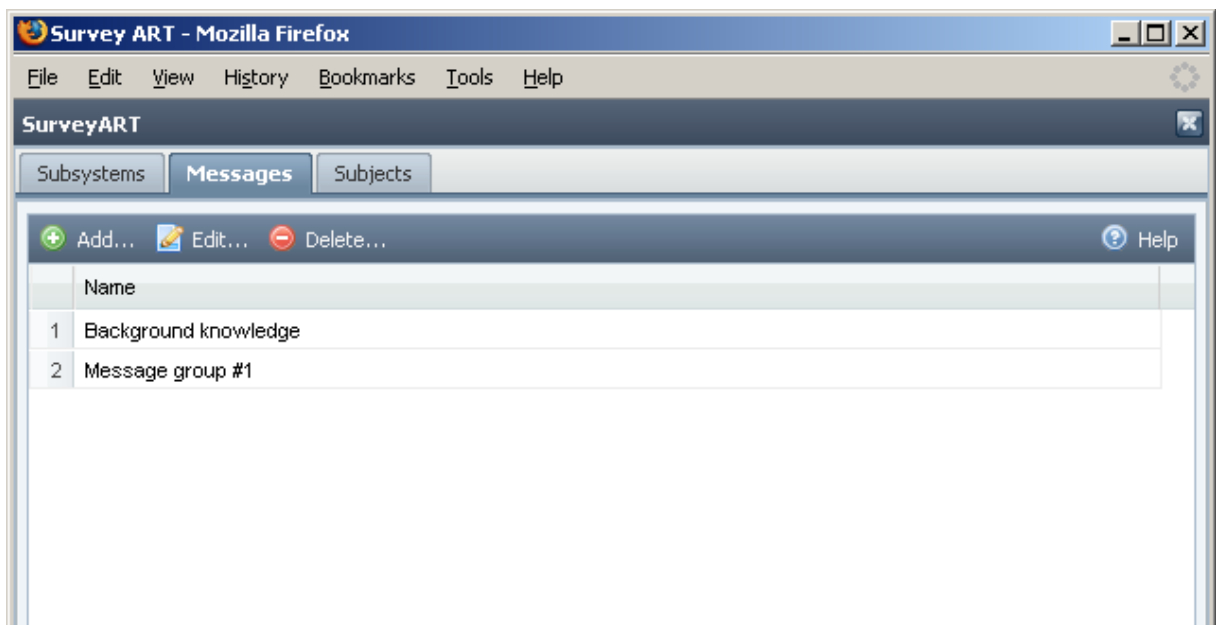 Survey ART - Mozilla Firefox
File Edit View History Bookmarks Tools Help
SurveyART
Subsystems Messages Subjects
Add... Edit... Delete... Help
Name
1 Background knowledge
2 Message group #1